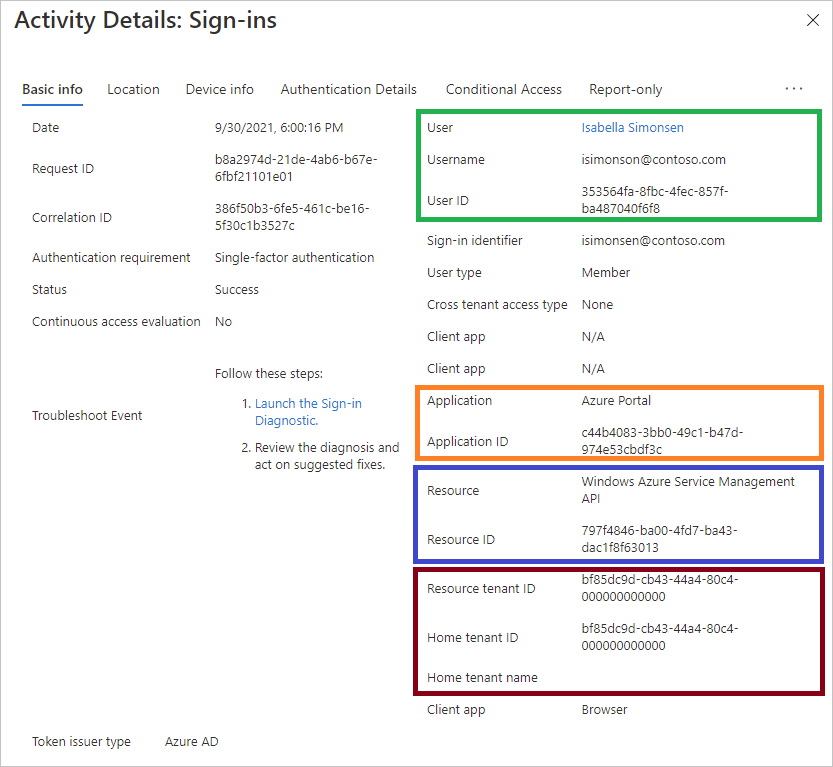 Activity Details: Sign-ins
Basic info Location Device info Authentication Details Conditional Access Report-only ...
Date 9/30/2021, 6:00:16 PM
Request ID b8a2974d-21de-4ab6-b67e-
6fbf21101e01
Correlation ID 386f50b3-6fe5-461c-be16-
5f30c1b3527c
Authentication requirement Single-factor authentication
Status Success
Continuous access evaluation No
Troubleshoot Event
Follow these steps:
1. Launch the Sign-in
Diagnostic.
2. Review the diagnosis and
act on suggested fixes.
User Isabella Simonsen
Username isimonson@contoso.com
User ID 353564fa-8fbc-4fec-857f-
ba487040f6f8
Sign-in identifier isimonsen@contoso.com
User type Member
Cross tenant access type None
Client app N/A
Client app N/A
Application Azure Portal
Application ID c44b4083-3bb0-49c1-b47d-
974e53cbdf3c
Resource Windows Azure Service Management
API
Resource ID 797f4846-ba00-4fd7-ba43-
dac1f8f63013
Resource tenant ID bf85dc9d-cb43-44a4-80c4-
000000000000
Home tenant ID bf85dc9d-cb43-44a4-80c4-
000000000000
Home tenant name
Client app Browser
Token issuer type Azure AD